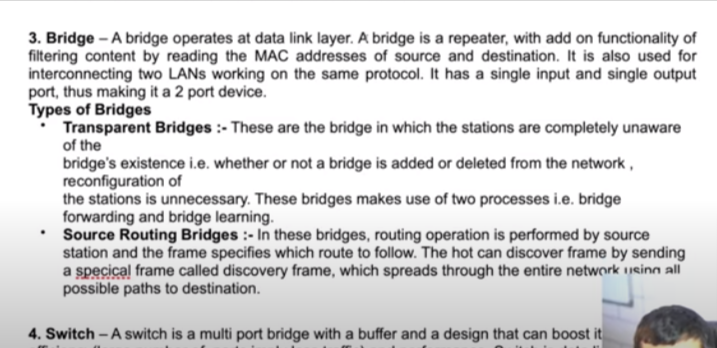 3. Bridge – A bridge operates at data link layer. A bridge is a repeater, with add on functionality of
filtering content by reading the MAC addresses of source and destination. It is also used for
interconnecting two LANs working on the same protocol. It has a single input and single output
port, thus making it a 2 port device.
Types of Bridges
• Transparent Bridges :- These are the bridge in which the stations are completely unaware
of the
bridge's existence i.e. whether or not a bridge is added or deleted from the network ,
reconfiguration of
the stations is unnecessary. These bridges makes use of two processes i.e. bridge
forwarding and bridge learning.
• Source Routing Bridges :- In these bridges, routing operation is performed by source
station and the frame specifies which route to follow. The hot can discover frame by sending
a specical frame called discovery frame, which spreads through the entire network using all
possible paths to destination.
4. Switch – A switch is a multi port bridge with a buffer and a design that can boost it